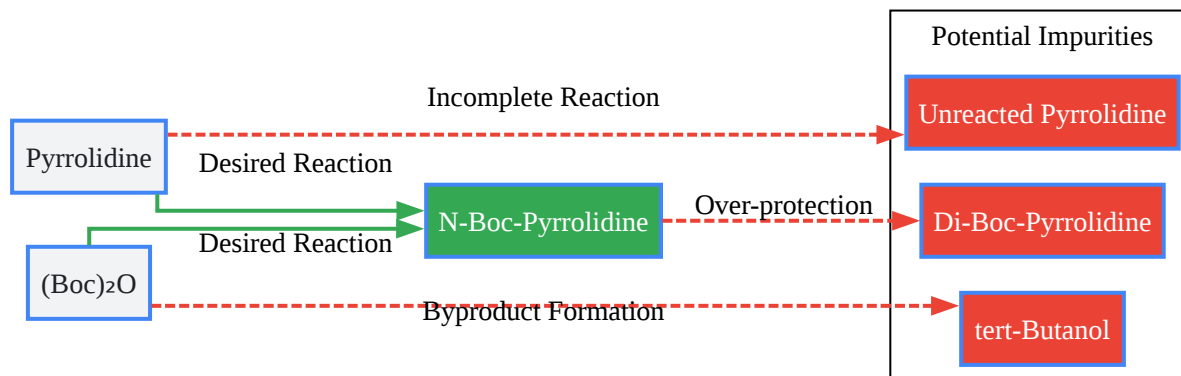 Potential Impurities
Incomplete Reaction
Unreacted Pyrrolidine
Pyrrolidine
Desired Reaction
N-Boc-Pyrrolidine
Over-protection
Di-Boc-Pyrrolidine
Desired Reaction
(Boc)₂O
Byproduct Formation
tert-Butanol